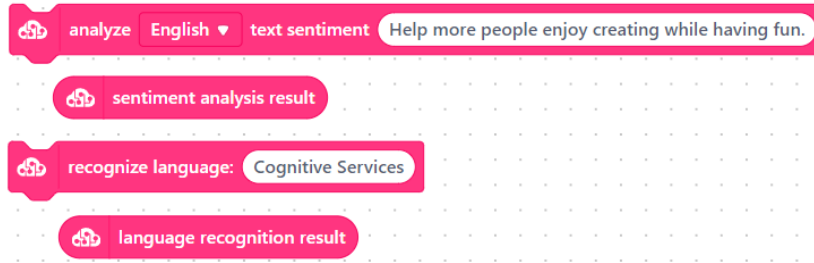 analyze English ▼ text sentiment Help more people enjoy creating while having fun.
sentiment analysis result
recognize language: Cognitive Services
language recognition result